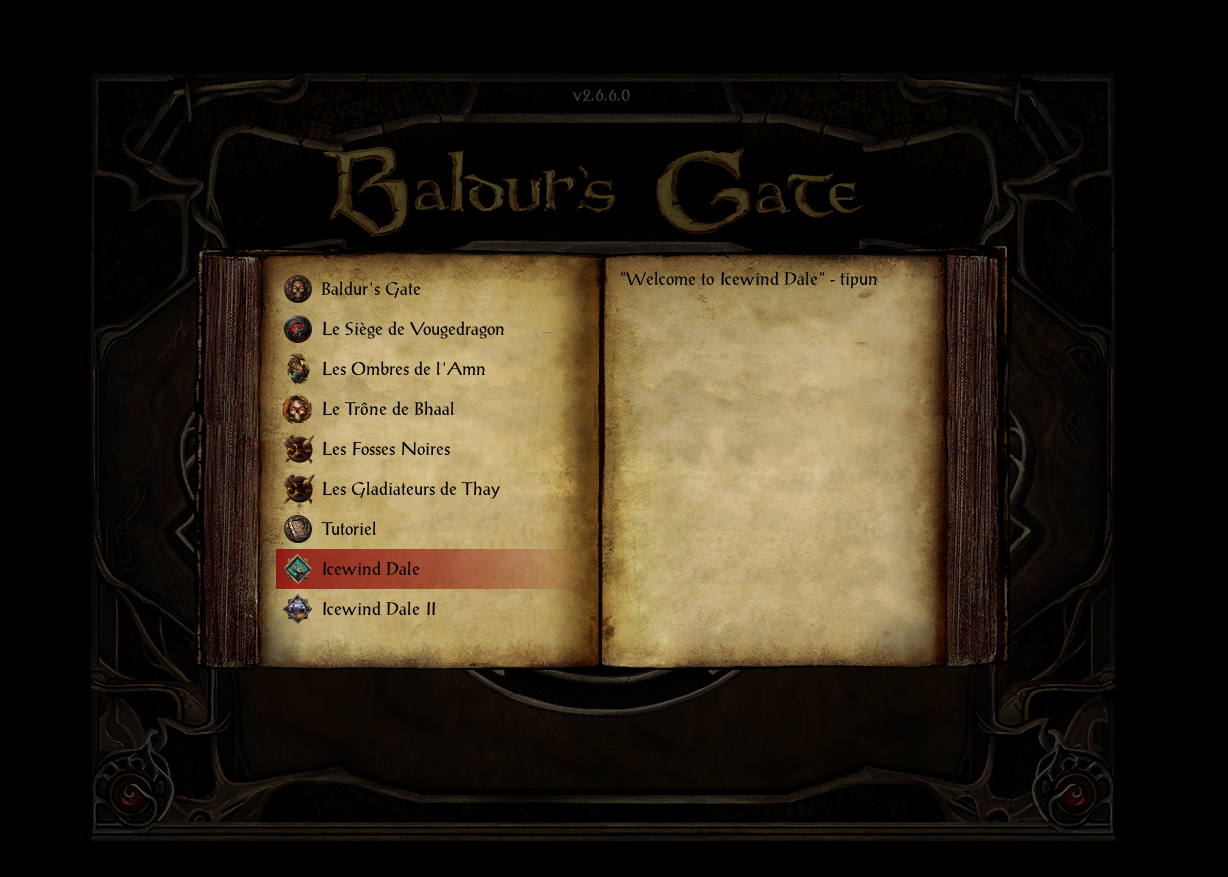 v2.6.6.0
Baldur's Gate
Baldur's Gate
Le Siège de Vougedragon
Les Ombres de l'Amn
Le Trône de Bhaal
Les Fosses Noires
Les Gladiateurs de Thay
Tutoriel
Icewind Dale
Icewind Dale II
"Welcome to Icewind Dale" - tipun